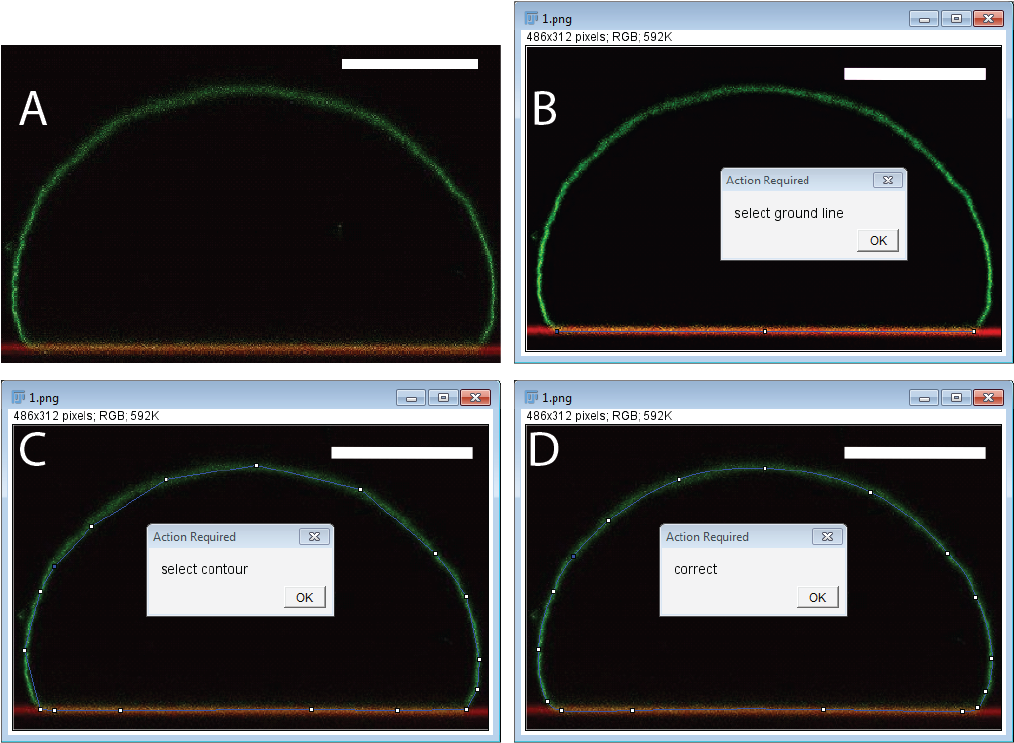 A
1.png
486x312 pixels; RGB; 592K
B
Action Required
select ground line
OK
1.png
486x312 pixels; RGB; 592K
C
Action Required
select contour
OK
1.png
486x312 pixels; RGB; 592K
D
Action Required
correct
OK